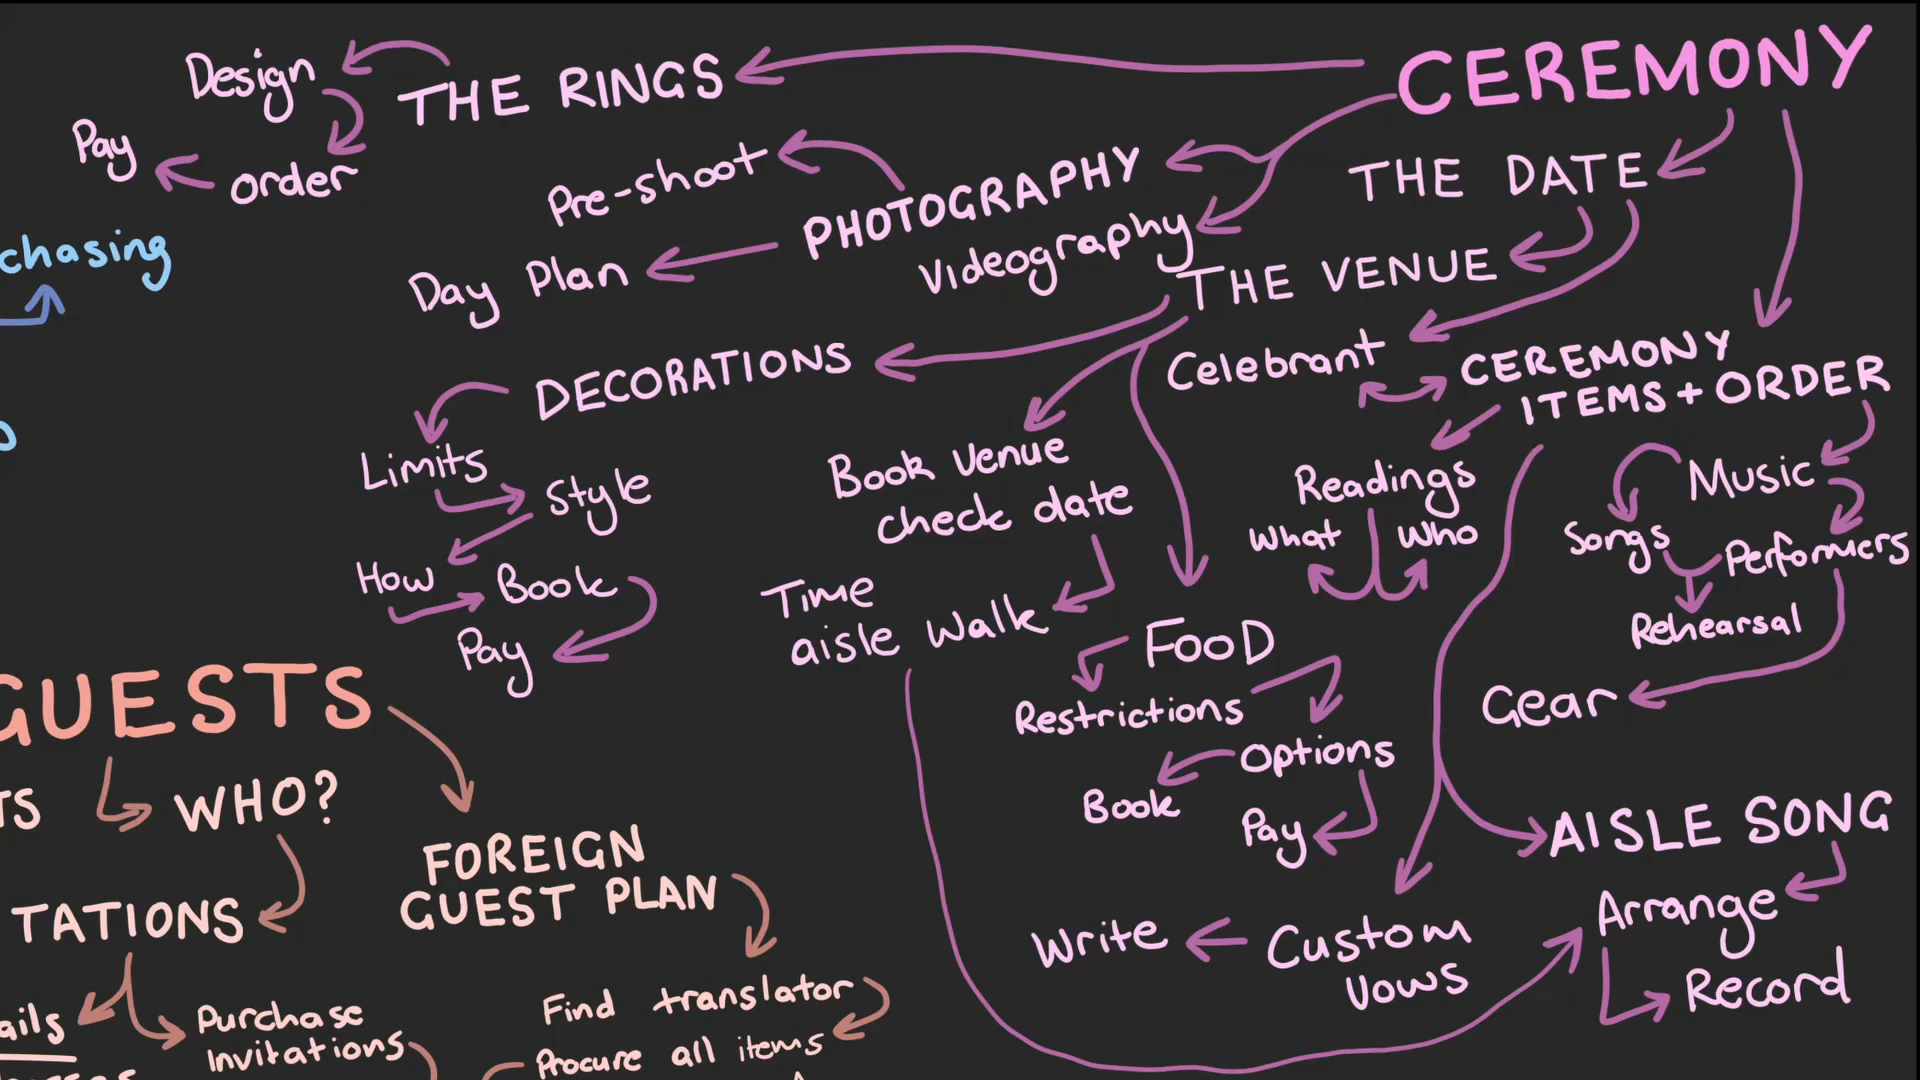 CEREMONY
THE RINGS
Design
order
Pay
PHOTOGRAPHY
Videography
Pre-shoot
Day Plan
THE DATE
THE VENUE
Celebrant
CEREMONY
ITEMS + ORDER
DECORATIONS
Limits
Style
How
Book
Pay
Book Venue
check date
Time
aisle walk
FOOD
Restrictions
Options
Book
Pay
Readings
What
Who
Music
Songs
Performers
Rehearsal
Gear
AISLE SONG
Arrange
Record
Custom
Vows
Write
chasing
GUESTS
TS
WHO?
TATIONS
ails
Purchase
Invitations
FOREIGN
GUEST PLAN
Find translator
Procure all items